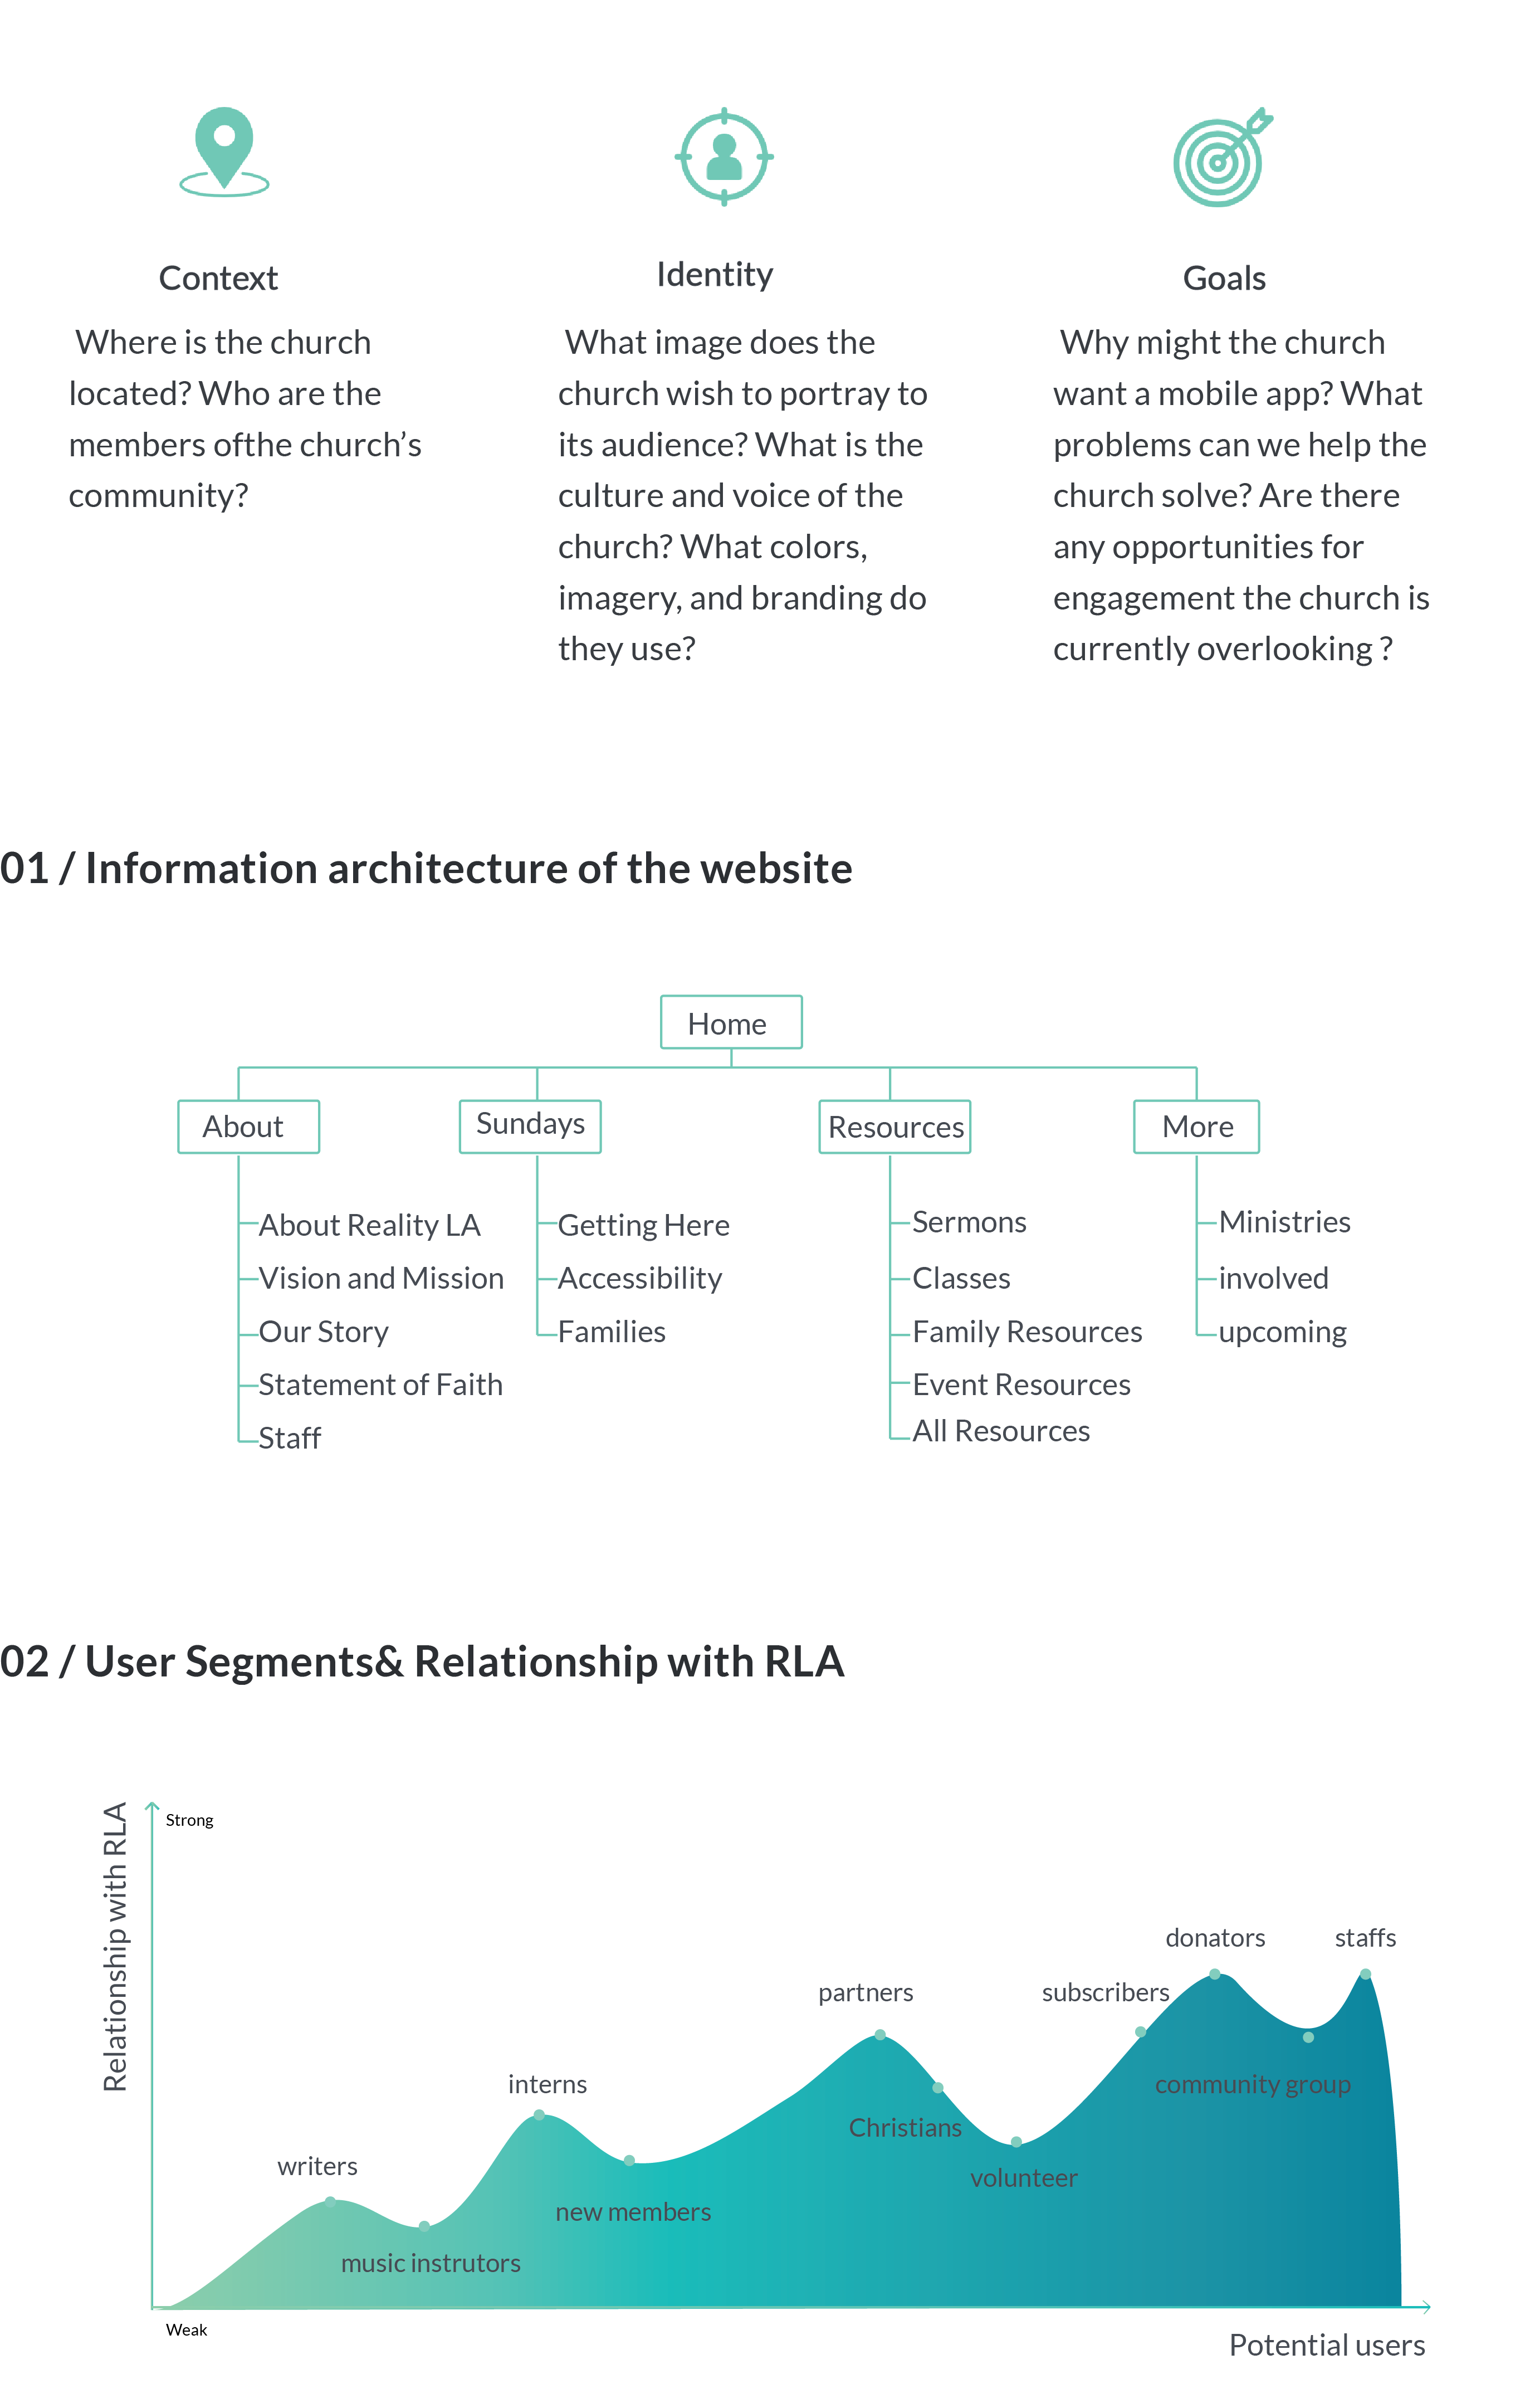 Context
Where is the church
located? Who are the
members ofthe church’s
community?
Identity
What image does the
church wish to portray to
its audience? What is the
culture and voice of the
church? What colors,
imagery, and branding do
they use?
Goals
Why might the church
want a mobile app? What
problems can we help the
church solve? Are there
any opportunities for
engagement the church is
currently overlooking ?
01 / Information architecture of the website
Home
About
Sundays
Resources
More
About Reality LA
Vision and Mission
Our Story
Statement of Faith
Staff
Getting Here
Accessibility
Families
Sermons
Classes
Family Resources
Event Resources
All Resources
Ministries
involved
upcoming
02 / User Segments& Relationship with RLA
Relationship with RLA
Strong
donators
staffs
partners
subscribers
interns
community group
Christians
writers
volunteer
new members
music instrutors
Weak
Potential users